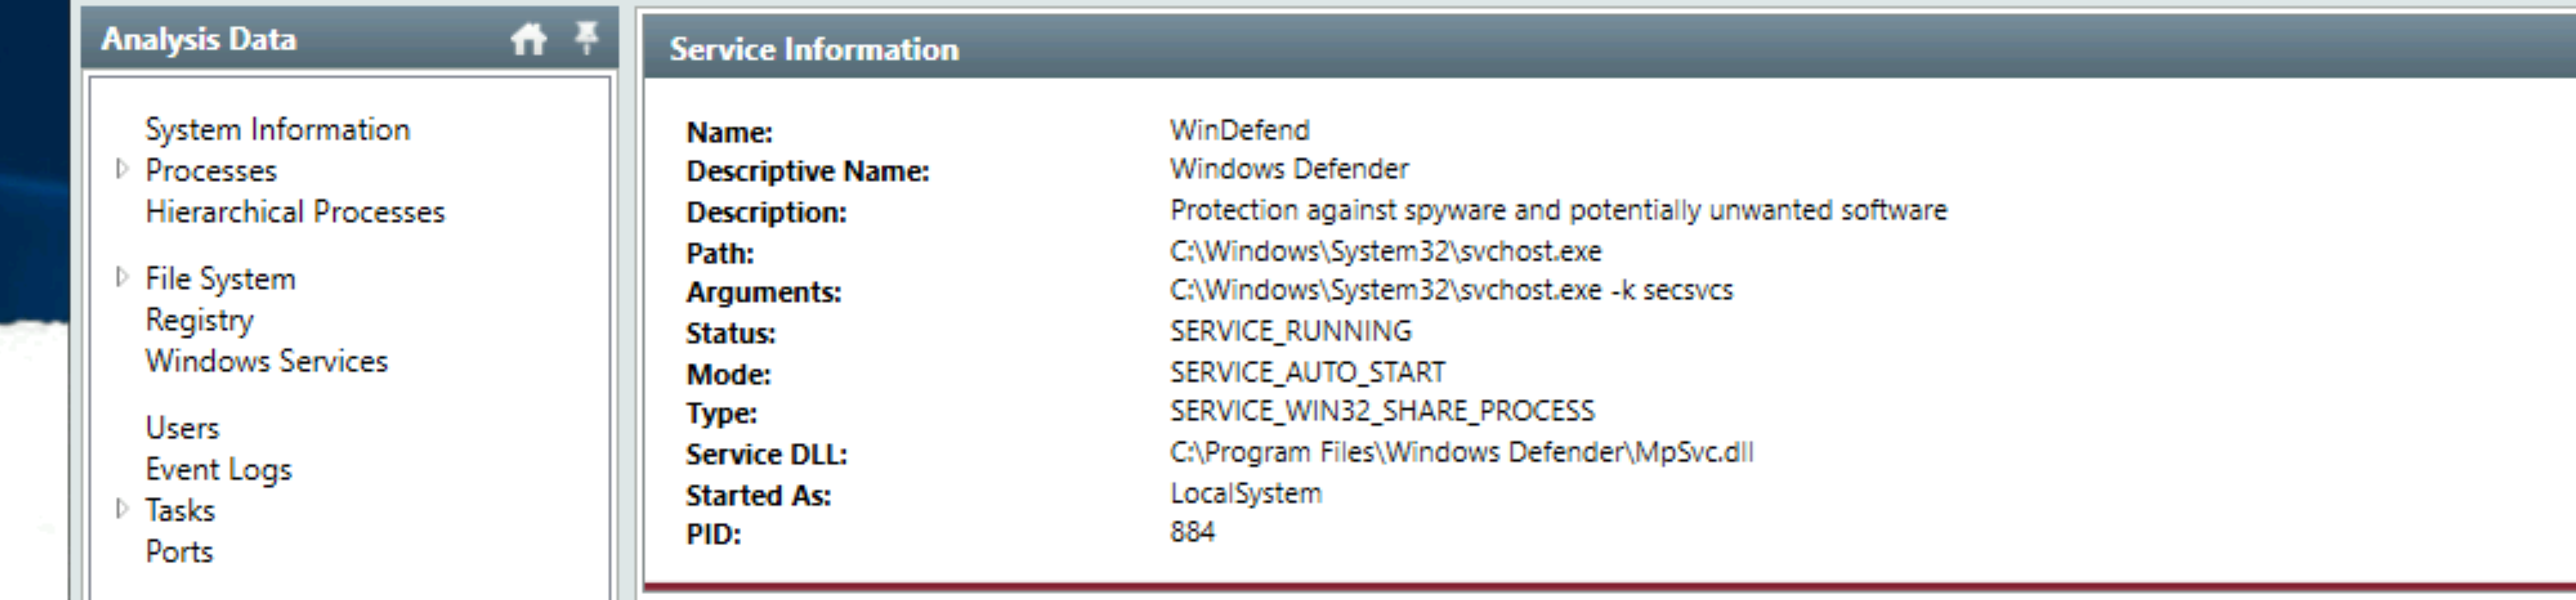 Analysis Data
System Information
Processes
Hierarchical Processes
File System
Registry
Windows Services
Users
Event Logs
Tasks
Ports
Service Information
Name: WinDefend
Descriptive Name: Windows Defender
Description: Protection against spyware and potentially unwanted software
Path: C:\Windows\System32\svchost.exe
Arguments: C:\Windows\System32\svchost.exe -k secsvcs
Status: SERVICE_RUNNING
Mode: SERVICE_AUTO_START
Type: SERVICE_WIN32_SHARE_PROCESS
Service DLL: C:\Program Files\Windows Defender\MpSvc.dll
Started As: LocalSystem
PID: 884